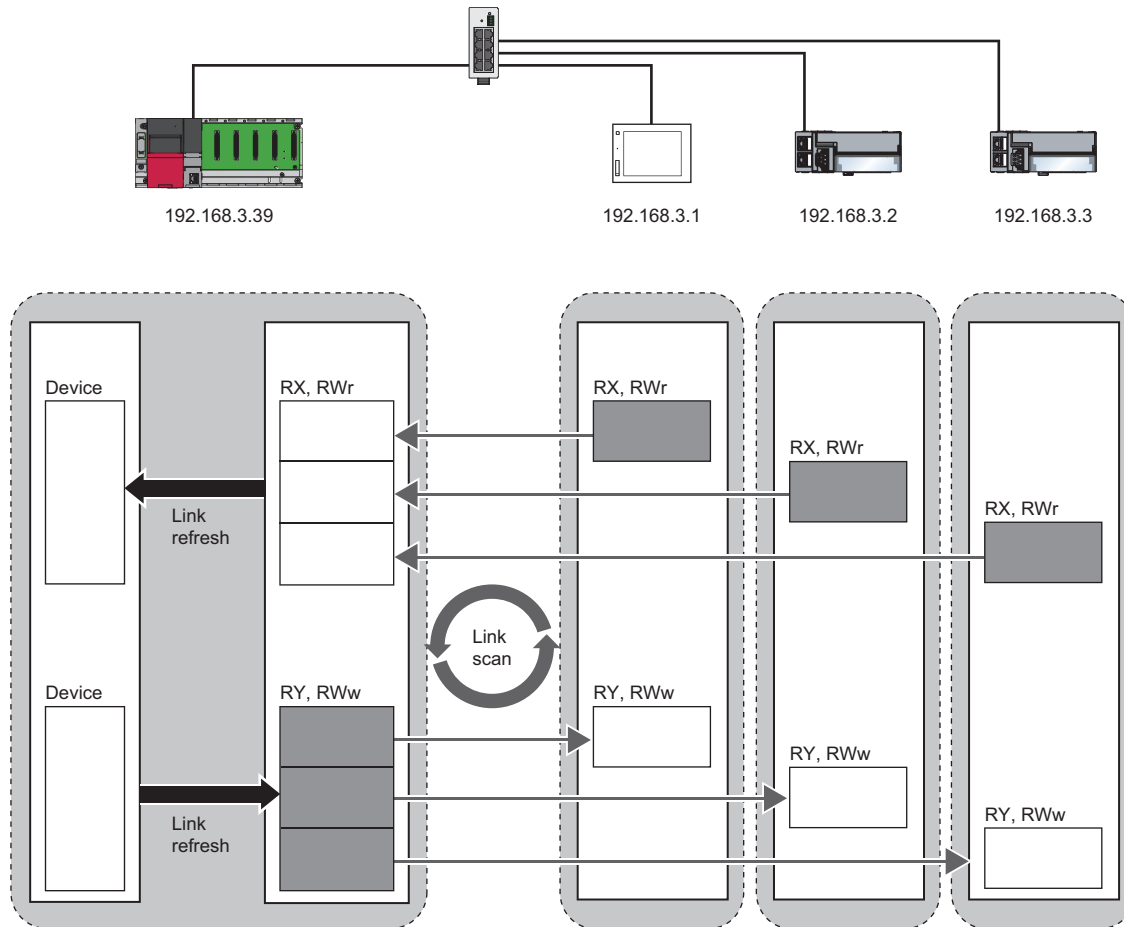 192.168.3.39
192.168.3.1
192.168.3.2
192.168.3.3
Device
RX, RWr
RX, RWr
RX, RWr
RX, RWr
Link
refresh
Link
scan
Device
RY, RWw
RY, RWw
RY, RWw
RY, RWw
Link
refresh